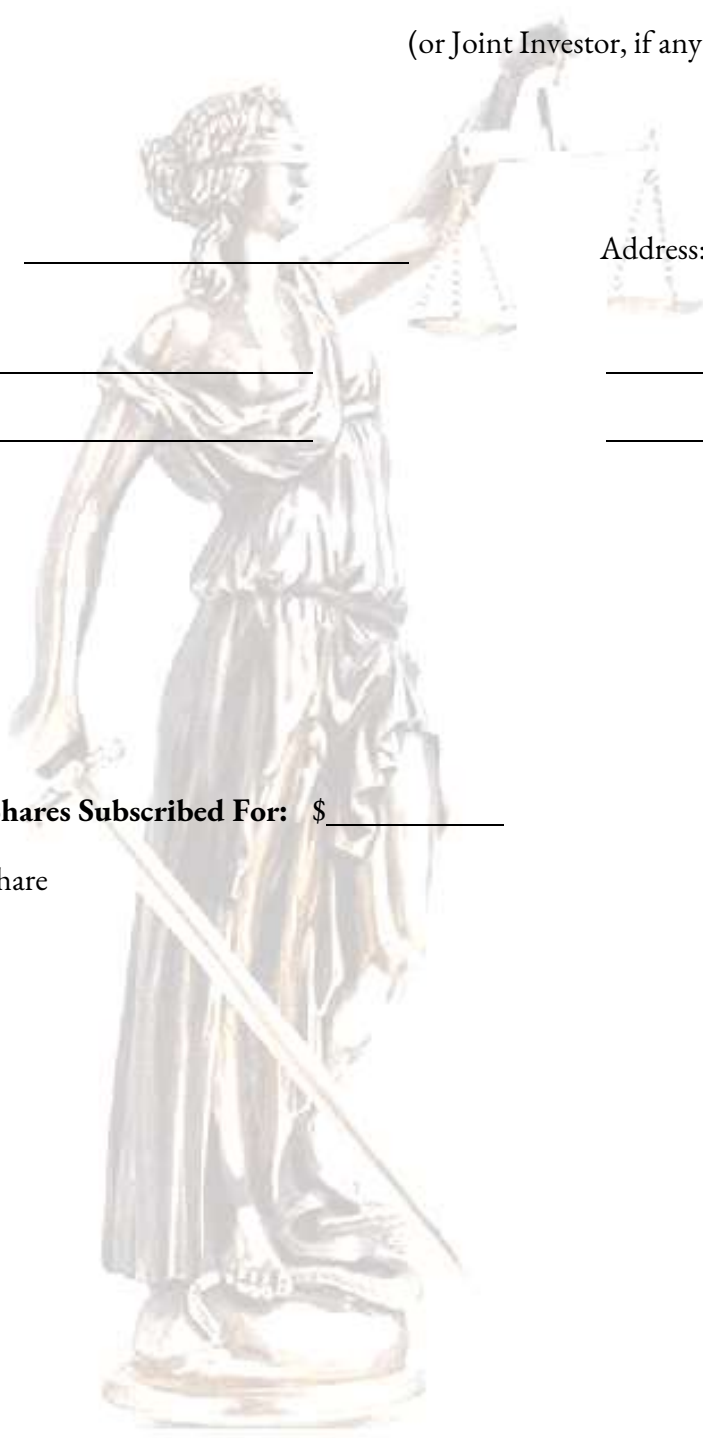 (or Joint Investor, if any
Address:
hares Subscribed For: $
hare